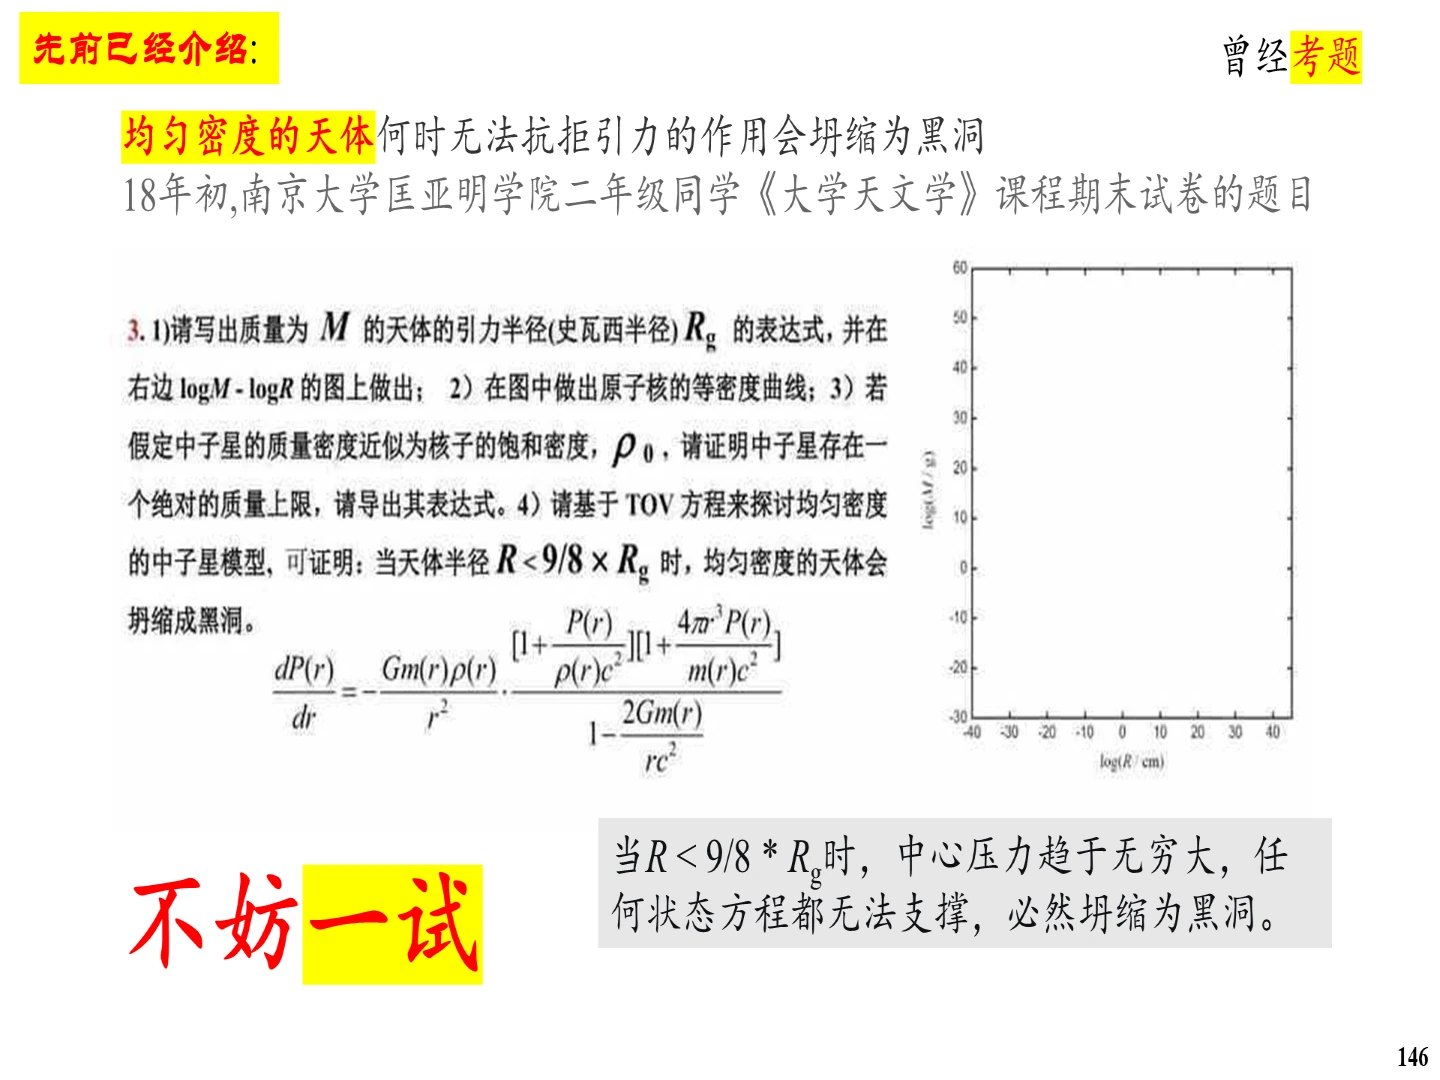 先前已经介绍:
曾经考题
均匀密度的天体何时无法抗拒引力的作用会坍缩为黑洞
18年初,南京大学匡亚明学院二年级同学《大学天文学》课程期末试卷的题目
3. 1)请写出质量为 M 的天体的引力半径(史瓦西半径) Rg 的表达式，并在
右边 logM - logR 的图上做出； 2）在图中做出原子核的等密度曲线；3）若
假定中子星的质量密度近似为核子的饱和密度，ρ0，请证明中子星存在一
个绝对的质量上限，请导出其表达式。4）请基于 TOV 方程来探讨均匀密度
的中子星模型, 可证明：当天体半径 R < 9/8 × Rg 时，均匀密度的天体会
坍缩成黑洞。
dP(r)/dr = - Gm(r)ρ(r)/r² · [1+ P(r)/ρ(r)c²][1+ 4πr³P(r)/m(r)c²] / 1- 2Gm(r)/rc²
60
50
40
30
20
10
0
-10
-20
-30
log(M / g)
-40 -30 -20 -10 0 10 20 30 40
log(R / cm)
当R < 9/8 * Rg时，中心压力趋于无穷大，任
何状态方程都无法支撑，必然坍缩为黑洞。
不妨一试
146